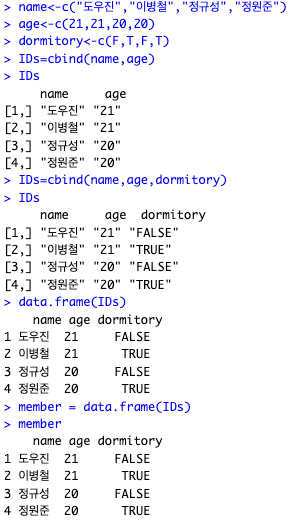 > name<-c("도우진","이병철","정규성","정원준")
> age<-c(21,21,20,20)
> dormitory<-c(F,T,F,T)
> IDs=cbind(name,age)
> IDs
     name     age
[1,] "도우진" "21"
[2,] "이병철" "21"
[3,] "정규성" "20"
[4,] "정원준" "20"
> IDs=cbind(name,age,dormitory)
> IDs
     name     age  dormitory
[1,] "도우진" "21" "FALSE"
[2,] "이병철" "21" "TRUE"
[3,] "정규성" "20" "FALSE"
[4,] "정원준" "20" "TRUE"
> data.frame(IDs)
    name age dormitory
1 도우진  21     FALSE
2 이병철  21      TRUE
3 정규성  20     FALSE
4 정원준  20      TRUE
> member = data.frame(IDs)
> member
    name age dormitory
1 도우진  21     FALSE
2 이병철  21      TRUE
3 정규성  20     FALSE
4 정원준  20      TRUE